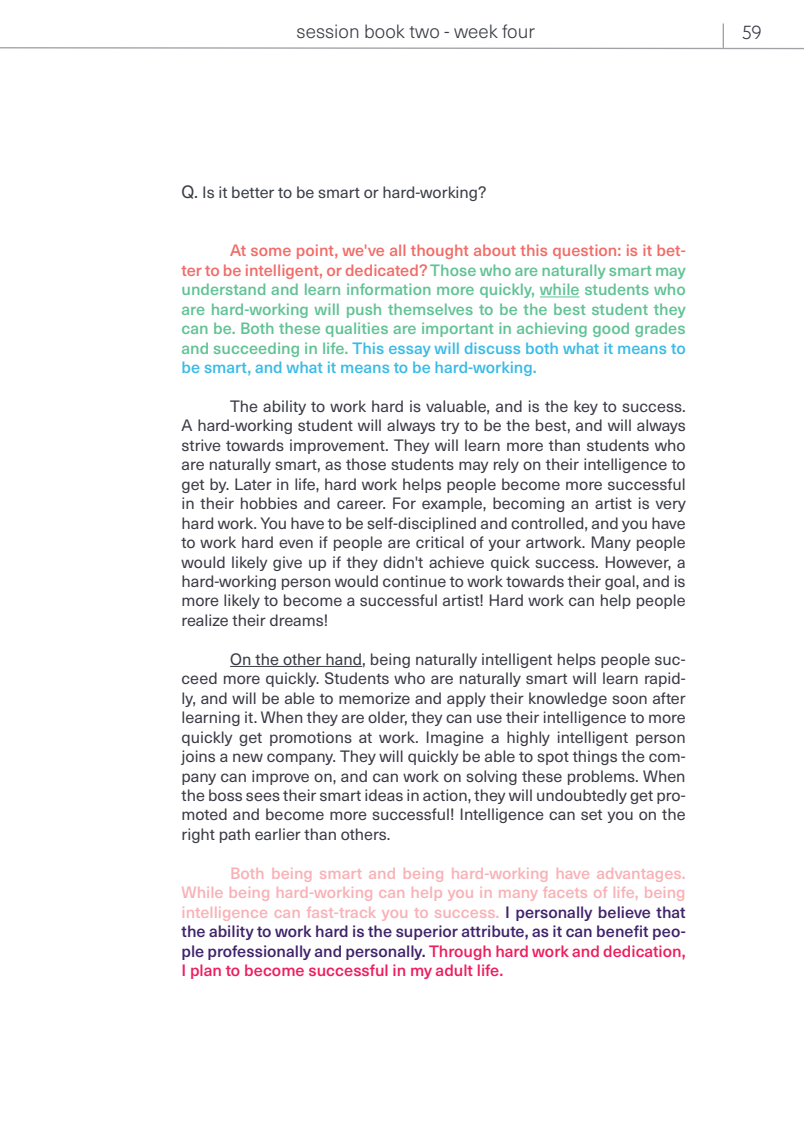 session book two - week four
59
Q. Is it better to be smart or hard-working?
At some point, we've all thought about this question: is it bet-
ter to be intelligent, or dedicated? Those who are naturally smart may
understand and learn information more quickly, while students who
are hard-working will push themselves to be the best student they
can be. Both these qualities are important in achieving good grades
and succeeding in life. This essay will discuss both what it means to
be smart, and what it means to be hard-working.
The ability to work hard is valuable, and is the key to success.
A hard-working student will always try to be the best, and will always
strive towards improvement. They will learn more than students who
are naturally smart, as those students may rely on their intelligence to
get by. Later in life, hard work helps people become more successful
in their hobbies and career. For example, becoming an artist is very
hard work. You have to be self-disciplined and controlled, and you have
to work hard even if people are critical of your artwork. Many people
would likely give up if they didn't achieve quick success. However, a
hard-working person would continue to work towards their goal, and is
more likely to become a successful artist! Hard work can help people
realize their dreams!
On the other hand, being naturally intelligent helps people suc-
ceed more quickly. Students who are naturally smart will learn rapid-
ly, and will be able to memorize and apply their knowledge soon after
learning it. When they are older, they can use their intelligence to more
quickly get promotions at work. Imagine a highly intelligent person
joins a new company. They will quickly be able to spot things the com-
pany can improve on, and can work on solving these problems. When
the boss sees their smart ideas in action, they will undoubtedly get pro-
moted and become more successful! Intelligence can set you on the
right path earlier than others.
Both being smart and being hard-working have advantages.
While being hard-working can help you in many facets of life, being
intelligence can fast-track you to success. I personally believe that
the ability to work hard is the superior attribute, as it can benefit peo-
ple professionally and personally. Through hard work and dedication,
I plan to become successful in my adult life.